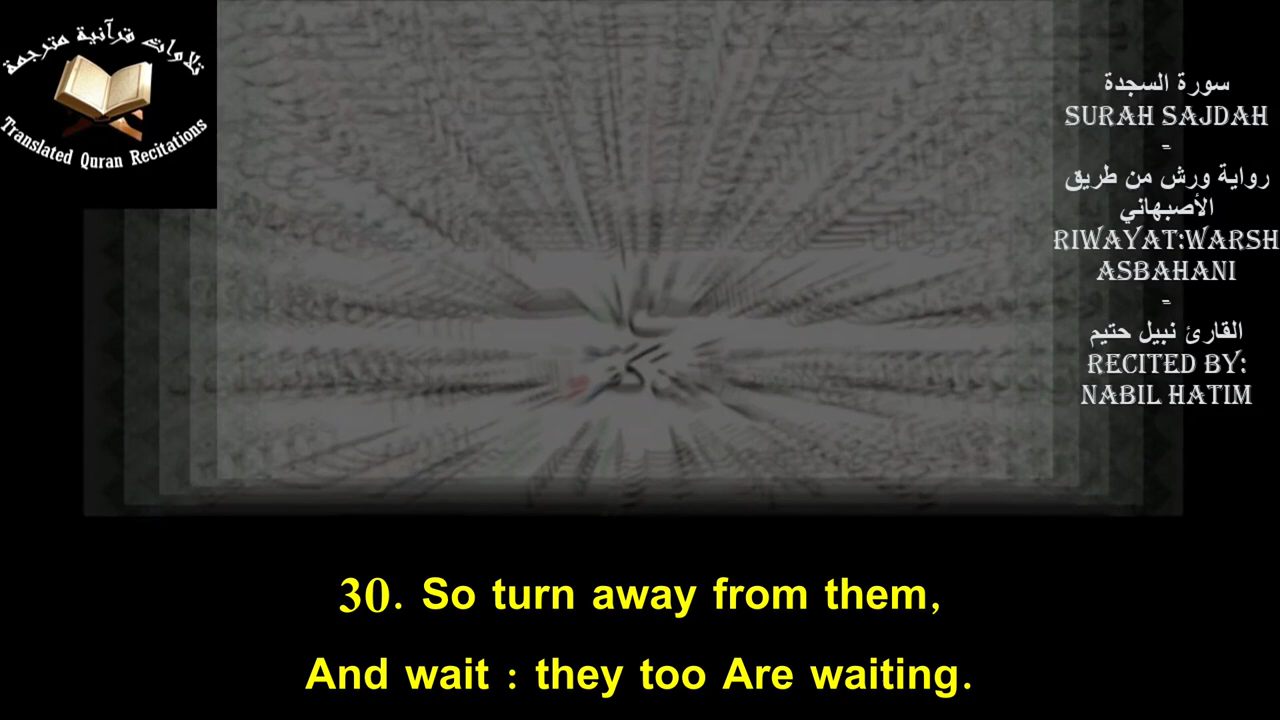 تلاوات قرآنية مترجمة
Translated Quran Recitations
سورة السجدة
SURAH SAJDAH
-
رواية ورش من طريق
الأصبهاني
RIWAYAT:WARSH
ASBAHANI
-
القارئ نبيل حتيم
RECITED BY:
NABIL HATIM
30. So turn away from them,
And wait : they too Are waiting.